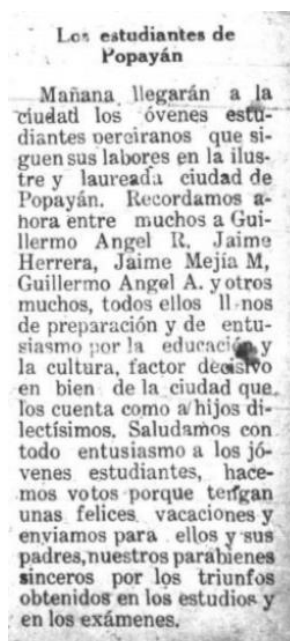 Los estudiantes de
Popayán
Mañana llegarán a la
ciudad los óvenes estu-
diantes pereiranos que si-
guen sus labores en la ilus-
tre y laureada ciudad de
Popayán. Recordamos a-
hora entre muchos a Gui-
llermo Angel R. Jaime
Herrera, Jaime Mejía M,
Guillermo Angel A. y otros
muchos, todos ellos ll nos
de preparación y de entu-
siasmo por la educación y
la cultura, factor decisivo
en bien de la ciudad que
los cuenta como a hijos di-
lectísimos. Saludamos con
todo entusiasmo a los jó-
venes estudiantes, hace-
mos votos porque tengan
unas felices vacaciones y
enviamos para ellos y sus
padres, nuestros parabienes
sinceros por los triunfos
obtenidos en los estudios y
en los exámenes.